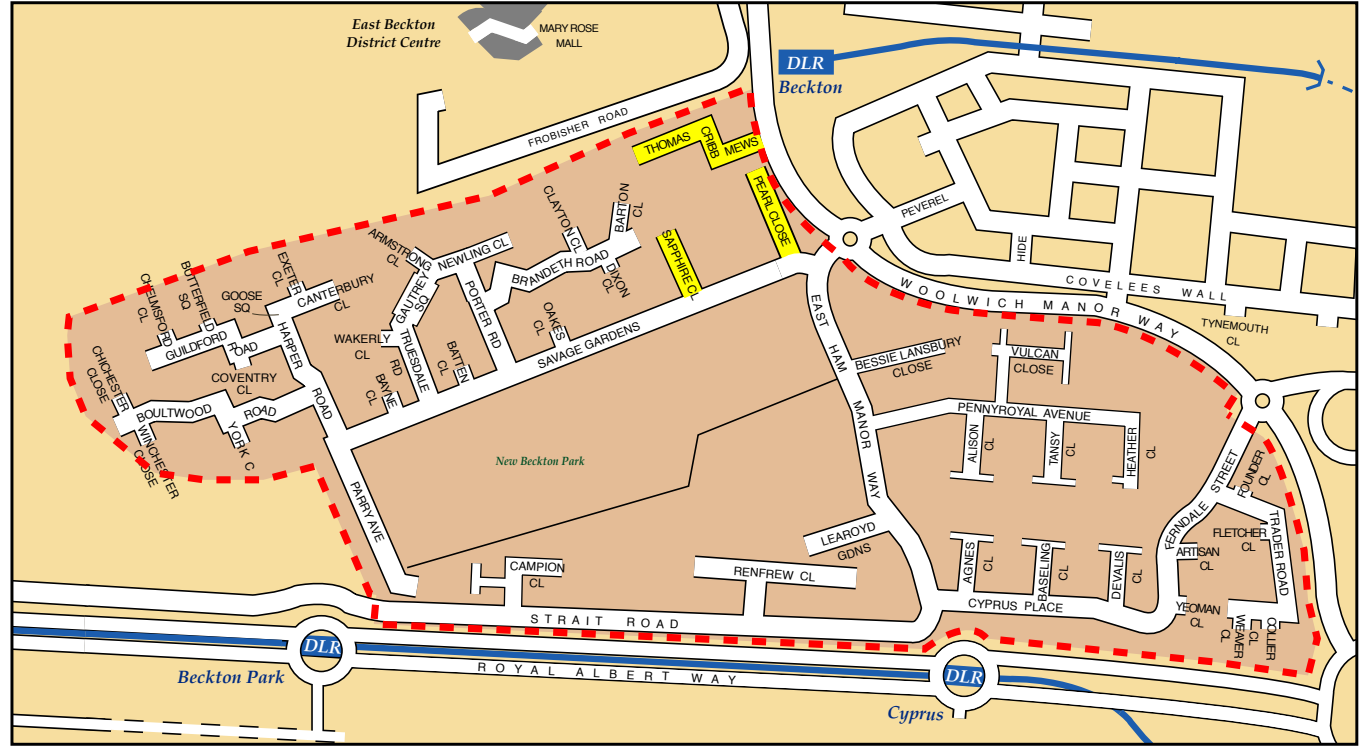 East Beckton
District Centre
MARY ROSE
MALL
DLR
Beckton
FROBISHER ROAD
THOMAS
CRIBB
MEWS
PEARL CLOSE
SAPPHIRE CL
PEVEREL
HIDE
COVELEES WALL
WOOLWICH MANOR WAY
TYNEMOUTH
CL
CLAYTON CL
BARTON
CL
ARMSTRONG
CL
NEWLING CL
BRANDETH ROAD
DIXON
CL
GAUTREY
SQ
PORTER RD
OAKES
CL
EXETER
CL
CANTERBURY
CL
BUTTERFIELD
SQ
GOOSE
SQ
CHELMSFORD
CL
GUILDFORD
ROAD
HARPER
ROAD
WAKERLY
CL
TRUESDALE
RD
BATTEN
CL
BAYNE
CL
SAVAGE GARDENS
COVENTRY
CL
CHICHESTER
CLOSE
BOULTWOOD
ROAD
YORK C
WINCHESTER
CLOSE
EAST HAM
MANOR WAY
BESSIE LANSBURY
CLOSE
VULCAN
CLOSE
PENNYROYAL AVENUE
ALISON
CL
TANSY
CL
HEATHER
CL
New Beckton Park
PARRY AVE
FERNDALE STREET
FOUNDER
CL
TRADER ROAD
FLETCHER
CL
ARTISAN
CL
LEAROYD
GDNS
AGNES
CL
BASELING
CL
DEVALIS
CL
CAMPION
CL
RENFREW CL
CYPRUS PLACE
YEOMAN
CL
WEAVER
CL
COLLIER
CL
STRAIT ROAD
DLR
Beckton Park
ROYAL ALBERT WAY
DLR
Cyprus